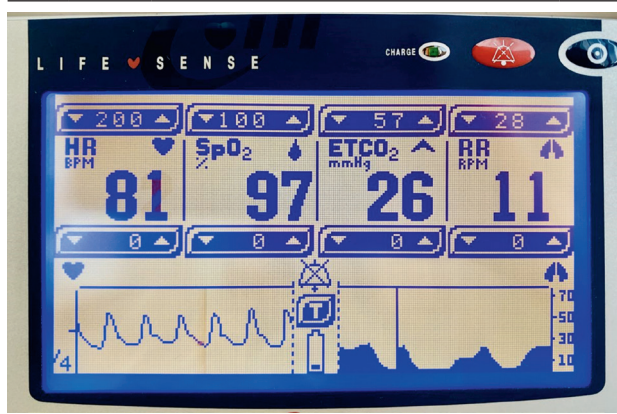 LIFE SENSE
CHARGE
200 100 57 28
HR SpO2 ETCO2 RR
BPM % mmHg RPM
81 97 26 11
0 0 0 0
T
70
50
30
/4 10